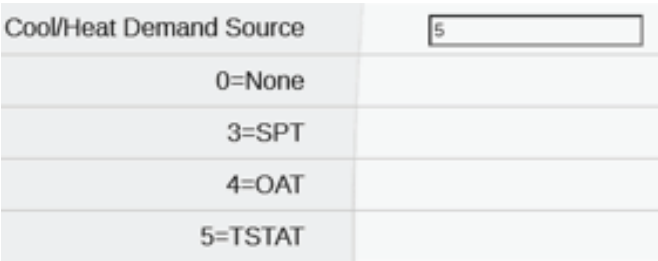 Cool/Heat Demand Source 5
0=None
3=SPT
4=OAT
5=TSTAT